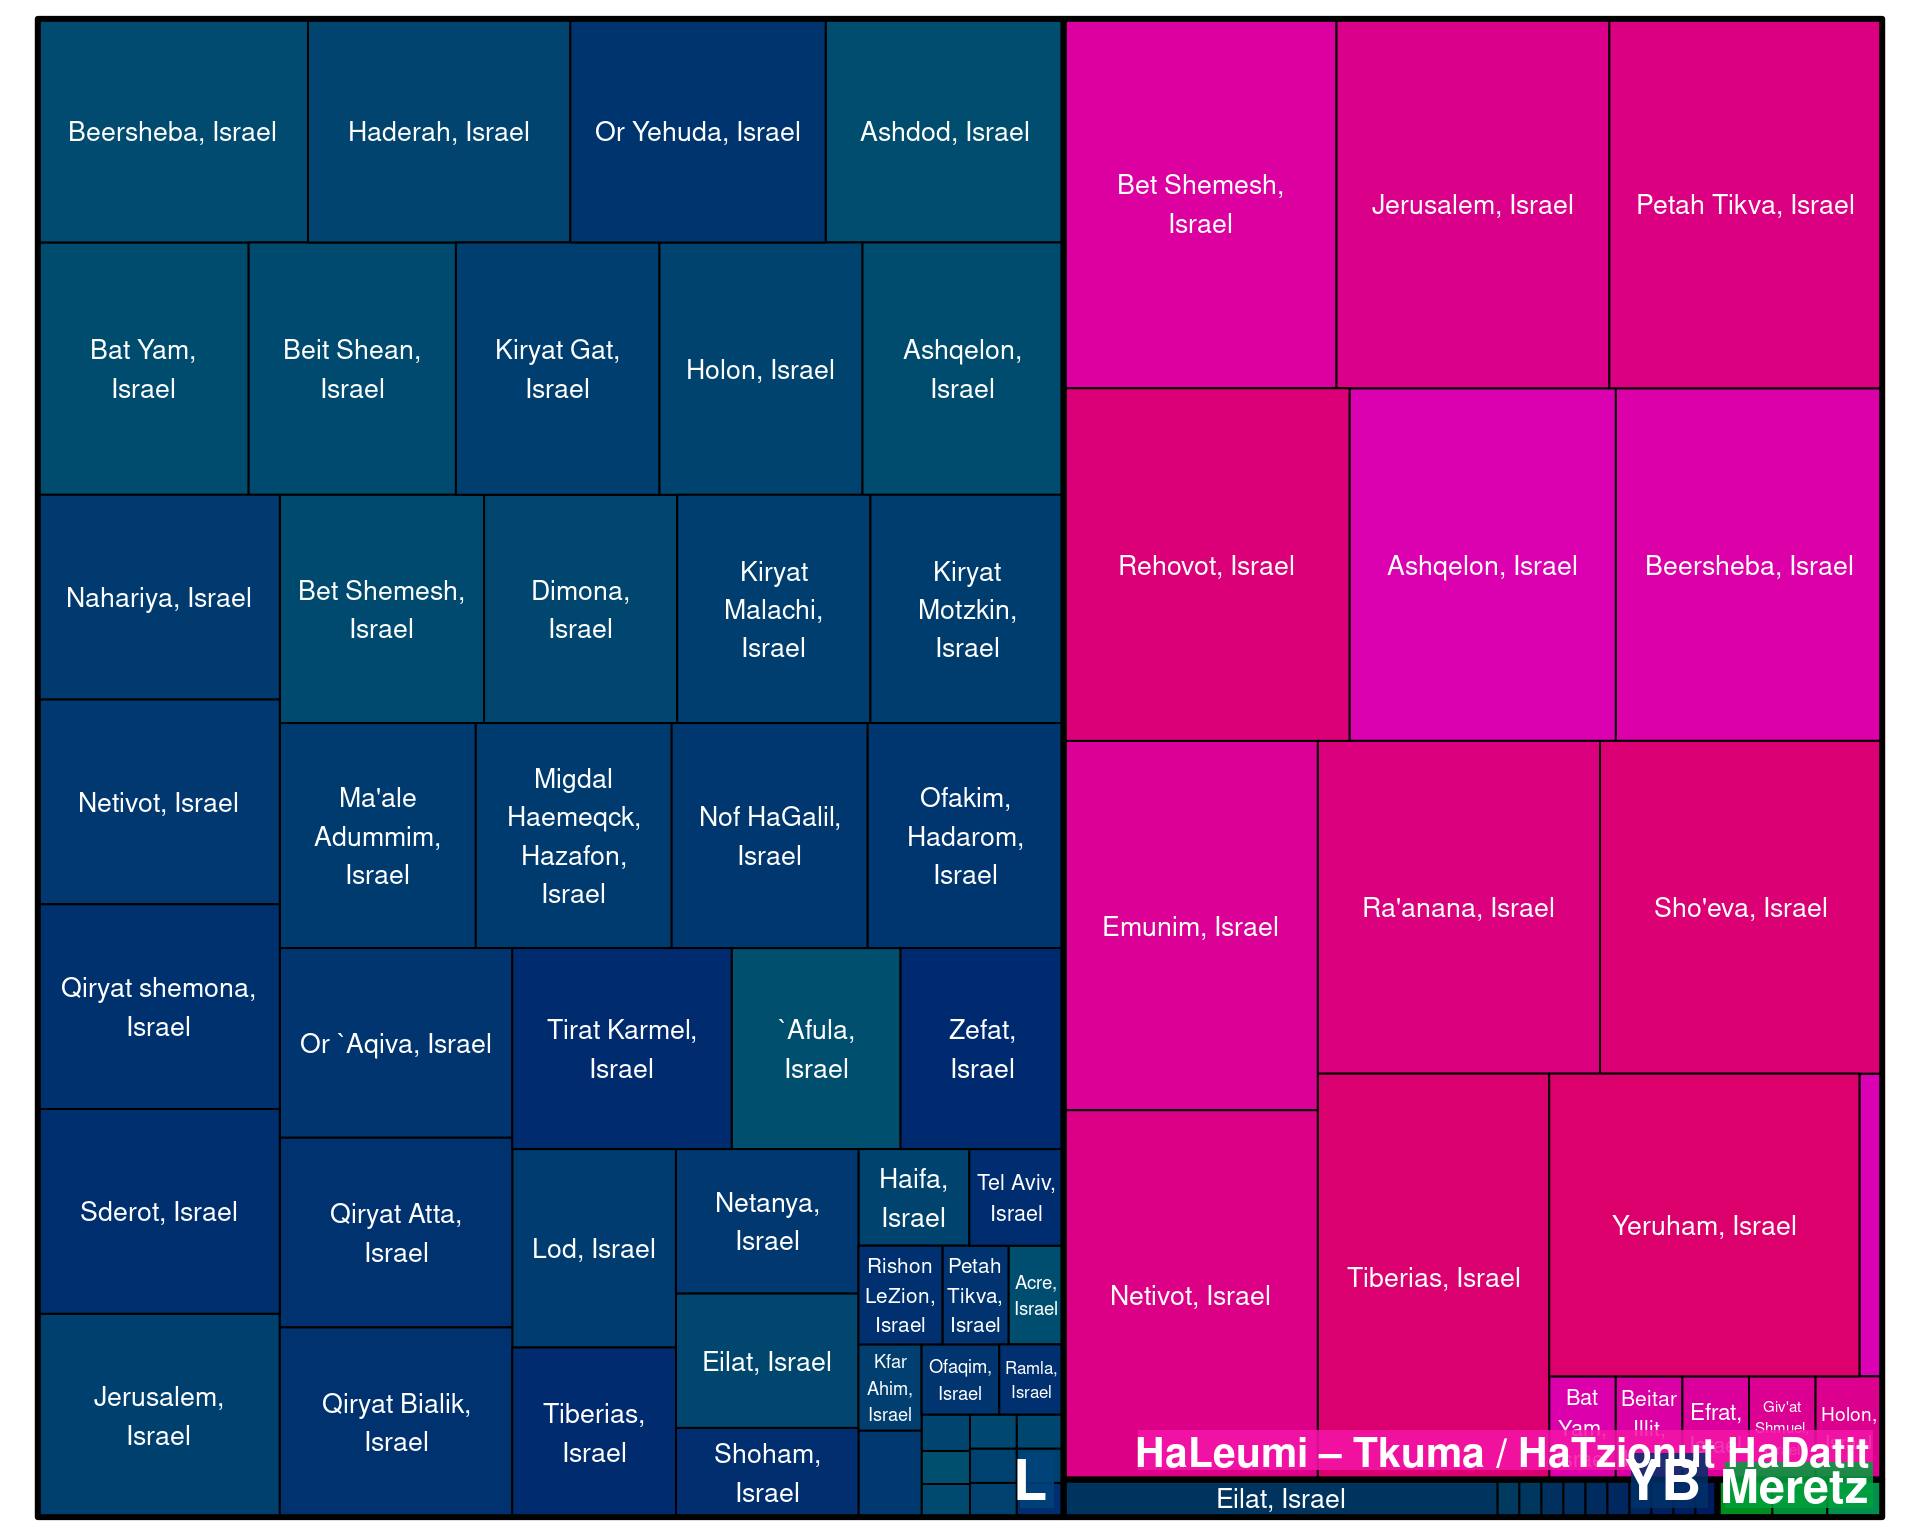 Beersheba, Israel
Haderah, Israel
Or Yehuda, Israel
Ashdod, Israel
Bat Yam,
Israel
Beit Shean,
Israel
Kiryat Gat,
Israel
Holon, Israel
Ashqelon,
Israel
Nahariya, Israel
Netivot, Israel
Qiryat shemona,
Israel
Sderot, Israel
Jerusalem,
Israel
Bet Shemesh,
Israel
Dimona,
Israel
Kiryat
Malachi,
Israel
Kiryat
Motzkin,
Israel
Ma'ale
Adummim,
Israel
Migdal
Haemeqck,
Hazafon,
Israel
Nof HaGalil,
Israel
Ofakim,
Hadarom,
Israel
Or `Aqiva, Israel
Qiryat Atta,
Israel
Qiryat Bialik,
Israel
Tirat Karmel,
Israel
`Afula,
Israel
Zefat,
Israel
Lod, Israel
Tiberias,
Israel
Netanya,
Israel
Eilat, Israel
Shoham,
Israel
Haifa,
Israel
Tel Aviv,
Israel
Rishon
LeZion,
Israel
Petah
Tikva,
Israel
Acre,
Israel
Kfar
Ahim,
Israel
Ofaqim,
Israel
Ramla,
Israel
L
Bet Shemesh,
Israel
Jerusalem, Israel
Petah Tikva, Israel
Rehovot, Israel
Ashqelon, Israel
Beersheba, Israel
Emunim, Israel
Netivot, Israel
Ra'anana, Israel
Sho'eva, Israel
Tiberias, Israel
Yeruham, Israel
Bat
Yam,
Beitar
Illit,
Efrat,
Giv'at
Shmuel,
Holon,
HaLeumi – Tkuma / HaTzionut HaDatit
Eilat, Israel
YB
Meretz